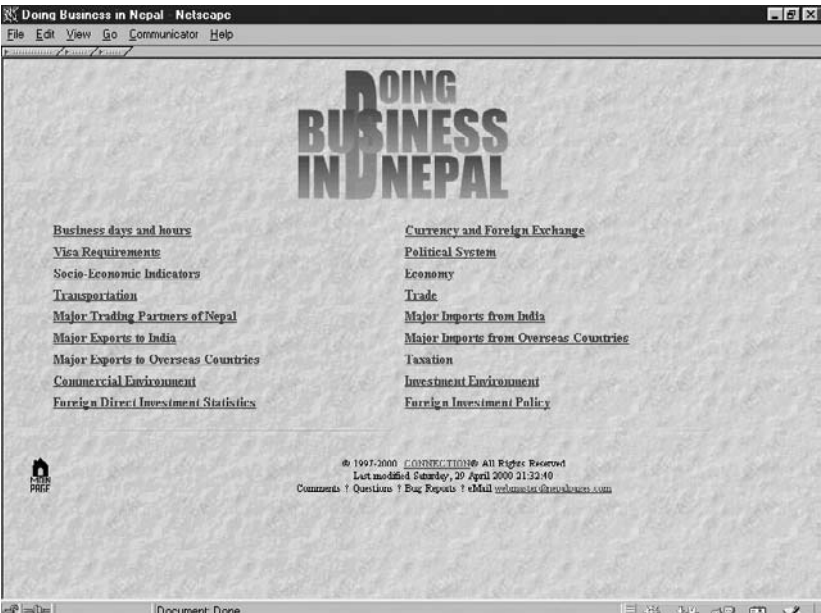 Doing Business in Nepal - Netscape
File Edit View Go Communicator Help
DOING
BUSINESS
IN NEPAL
Business days and hours
Currency and Foreign Exchange
Visa Requirements
Political System
Socio-Economic Indicators
Economy
Transportation
Trade
Major Trading Partners of Nepal
Major Imports from India
Major Exports to India
Major Imports from Overseas Countries
Major Exports to Overseas Countries
Taxation
Commercial Environment
Investment Environment
Foreign Direct Investment Statistics
Foreign Investment Policy
MAIN
PAGE
© 1997-2000 CONNECTION® All Rights Reserved
Last modified Saturday, 29 April 2000 21:32:40
Comments † Questions † Bug Reports † eMail webmaster@nepalpages.com
Document: Done